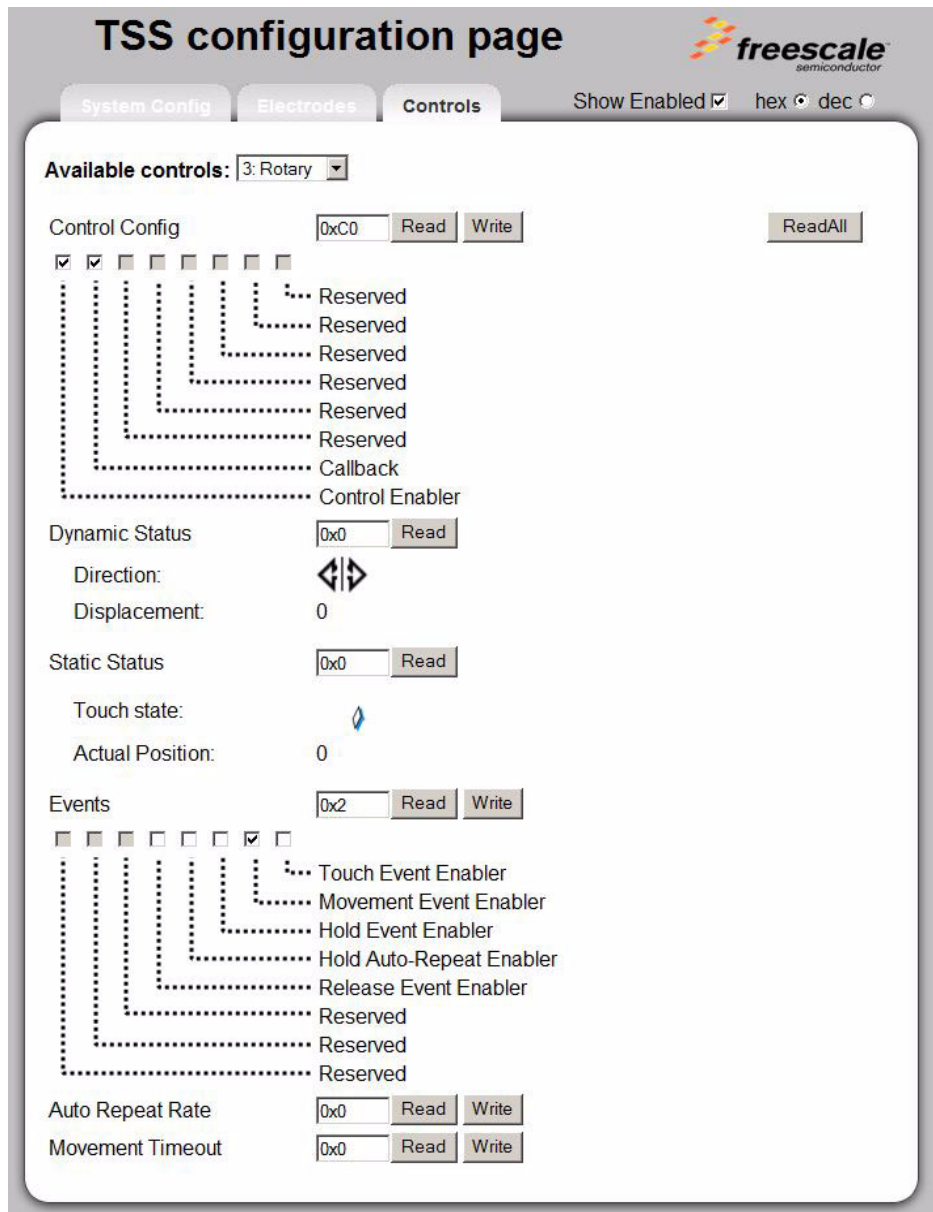 TSS configuration page
freescale
semiconductor
System Config Electrodes Controls Show Enabled hex dec
Available controls: 3: Rotary
Control Config 0xC0 Read Write ReadAll
Reserved
Reserved
Reserved
Reserved
Reserved
Reserved
Callback
Control Enabler
Dynamic Status 0x0 Read
Direction:
Displacement: 0
Static Status 0x0 Read
Touch state:
Actual Position: 0
Events 0x2 Read Write
Touch Event Enabler
Movement Event Enabler
Hold Event Enabler
Hold Auto-Repeat Enabler
Release Event Enabler
Reserved
Reserved
Reserved
Auto Repeat Rate 0x0 Read Write
Movement Timeout 0x0 Read Write